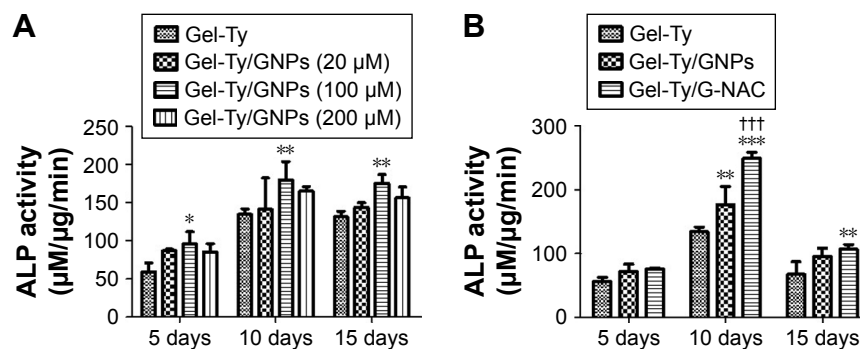 A
Gel-Ty
Gel-Ty/GNPs (20 μM)
Gel-Ty/GNPs (100 μM)
Gel-Ty/GNPs (200 μM)
ALP activity
(μM/μg/min)
250
200
150
100
50
0
*
**
**
5 days 10 days 15 days
B
Gel-Ty
Gel-Ty/GNPs
Gel-Ty/G-NAC
ALP activity
(μM/μg/min)
300
200
100
0
**
†††
***
**
5 days 10 days 15 days